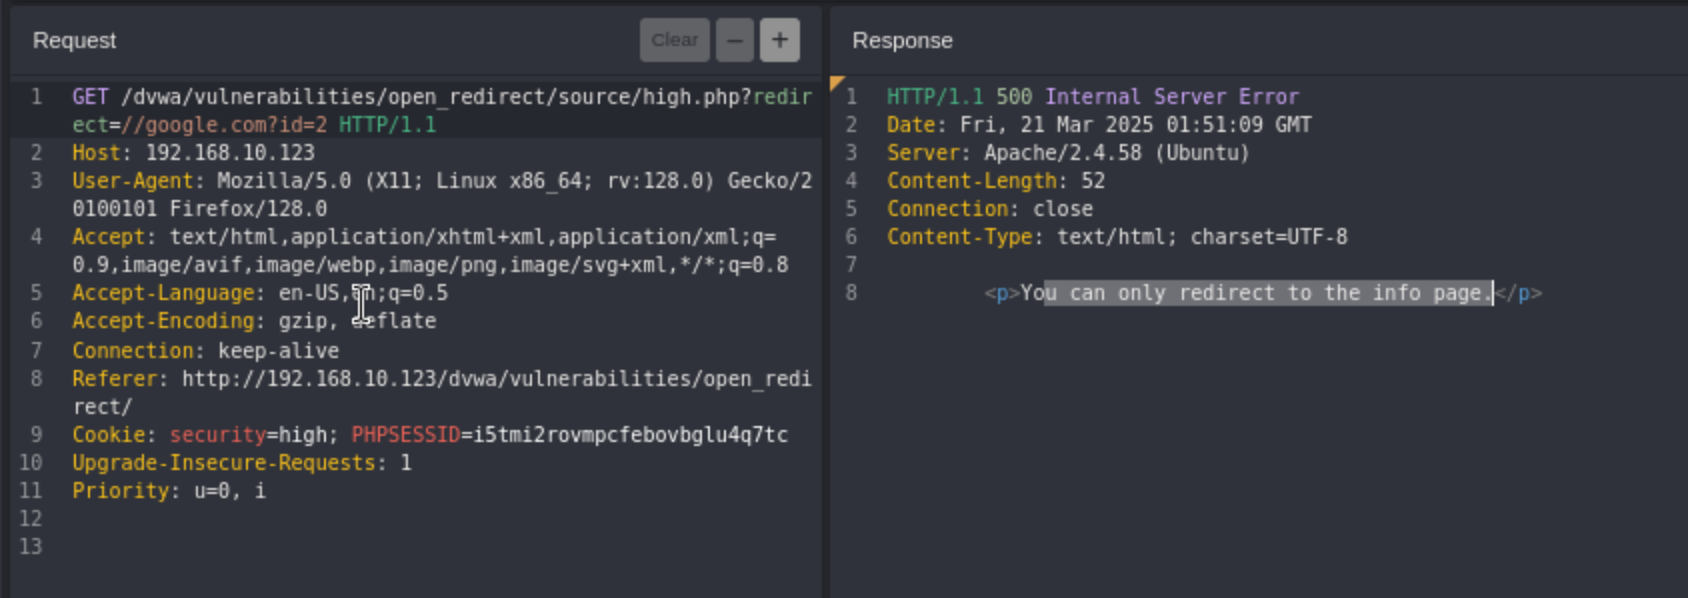 Request
Clear
–
+
1 GET /dvwa/vulnerabilities/open_redirect/source/high.php?redir
ect=//google.com?id=2 HTTP/1.1
2 Host: 192.168.10.123
3 User-Agent: Mozilla/5.0 (X11; Linux x86_64; rv:128.0) Gecko/2
0100101 Firefox/128.0
4 Accept: text/html,application/xhtml+xml,application/xml;q=
0.9,image/avif,image/webp,image/png,image/svg+xml,*/*;q=0.8
5 Accept-Language: en-US,en;q=0.5
6 Accept-Encoding: gzip, deflate
7 Connection: keep-alive
8 Referer: http://192.168.10.123/dvwa/vulnerabilities/open_redi
rect/
9 Cookie: security=high; PHPSESSID=i5tmi2rovmpcfebovbglu4q7tc
10 Upgrade-Insecure-Requests: 1
11 Priority: u=0, i
12
13
Response
1 HTTP/1.1 500 Internal Server Error
2 Date: Fri, 21 Mar 2025 01:51:09 GMT
3 Server: Apache/2.4.58 (Ubuntu)
4 Content-Length: 52
5 Connection: close
6 Content-Type: text/html; charset=UTF-8
7
8 <p>You can only redirect to the info page.</p>